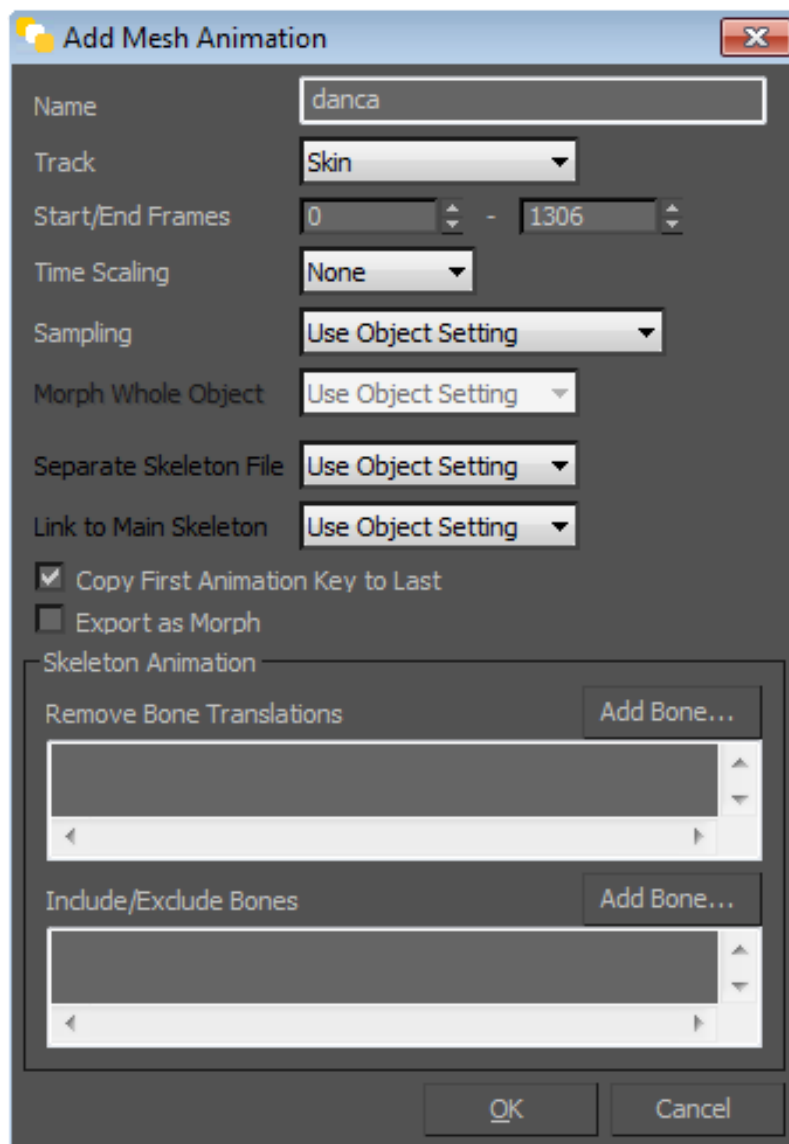 Add Mesh Animation
Name danca
Track Skin
Start/End Frames 0 - 1306
Time Scaling None
Sampling Use Object Setting
Morph Whole Object Use Object Setting
Separate Skeleton File Use Object Setting
Link to Main Skeleton Use Object Setting
Copy First Animation Key to Last
Export as Morph
Skeleton Animation
Remove Bone Translations Add Bone...
Include/Exclude Bones Add Bone...
OK Cancel